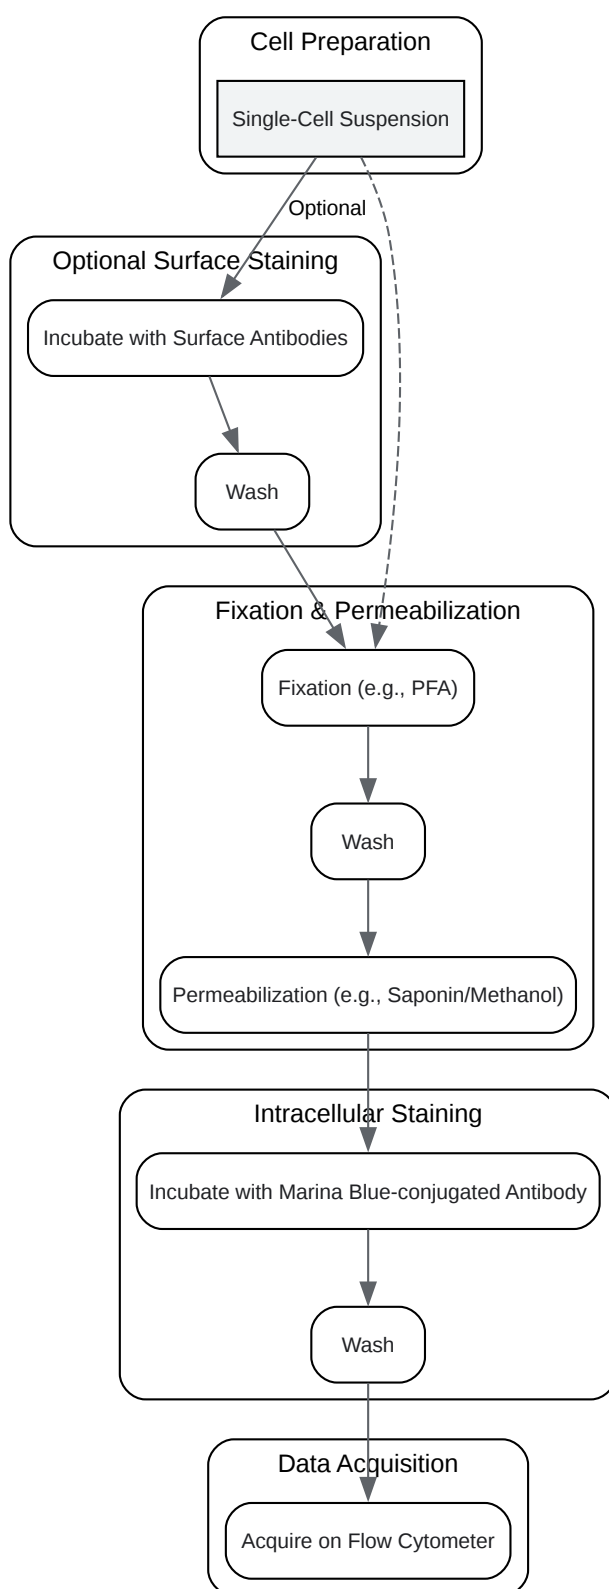 Cell Preparation
Single-Cell Suspension
Optional
Optional Surface Staining
Incubate with Surface Antibodies
Wash
Fixation & Permeabilization
Fixation (e.g., PFA)
Wash
Permeabilization (e.g., Saponin/Methanol)
Intracellular Staining
Incubate with Marina Blue-conjugated Antibody
Wash
Data Acquisition
Acquire on Flow Cytometer